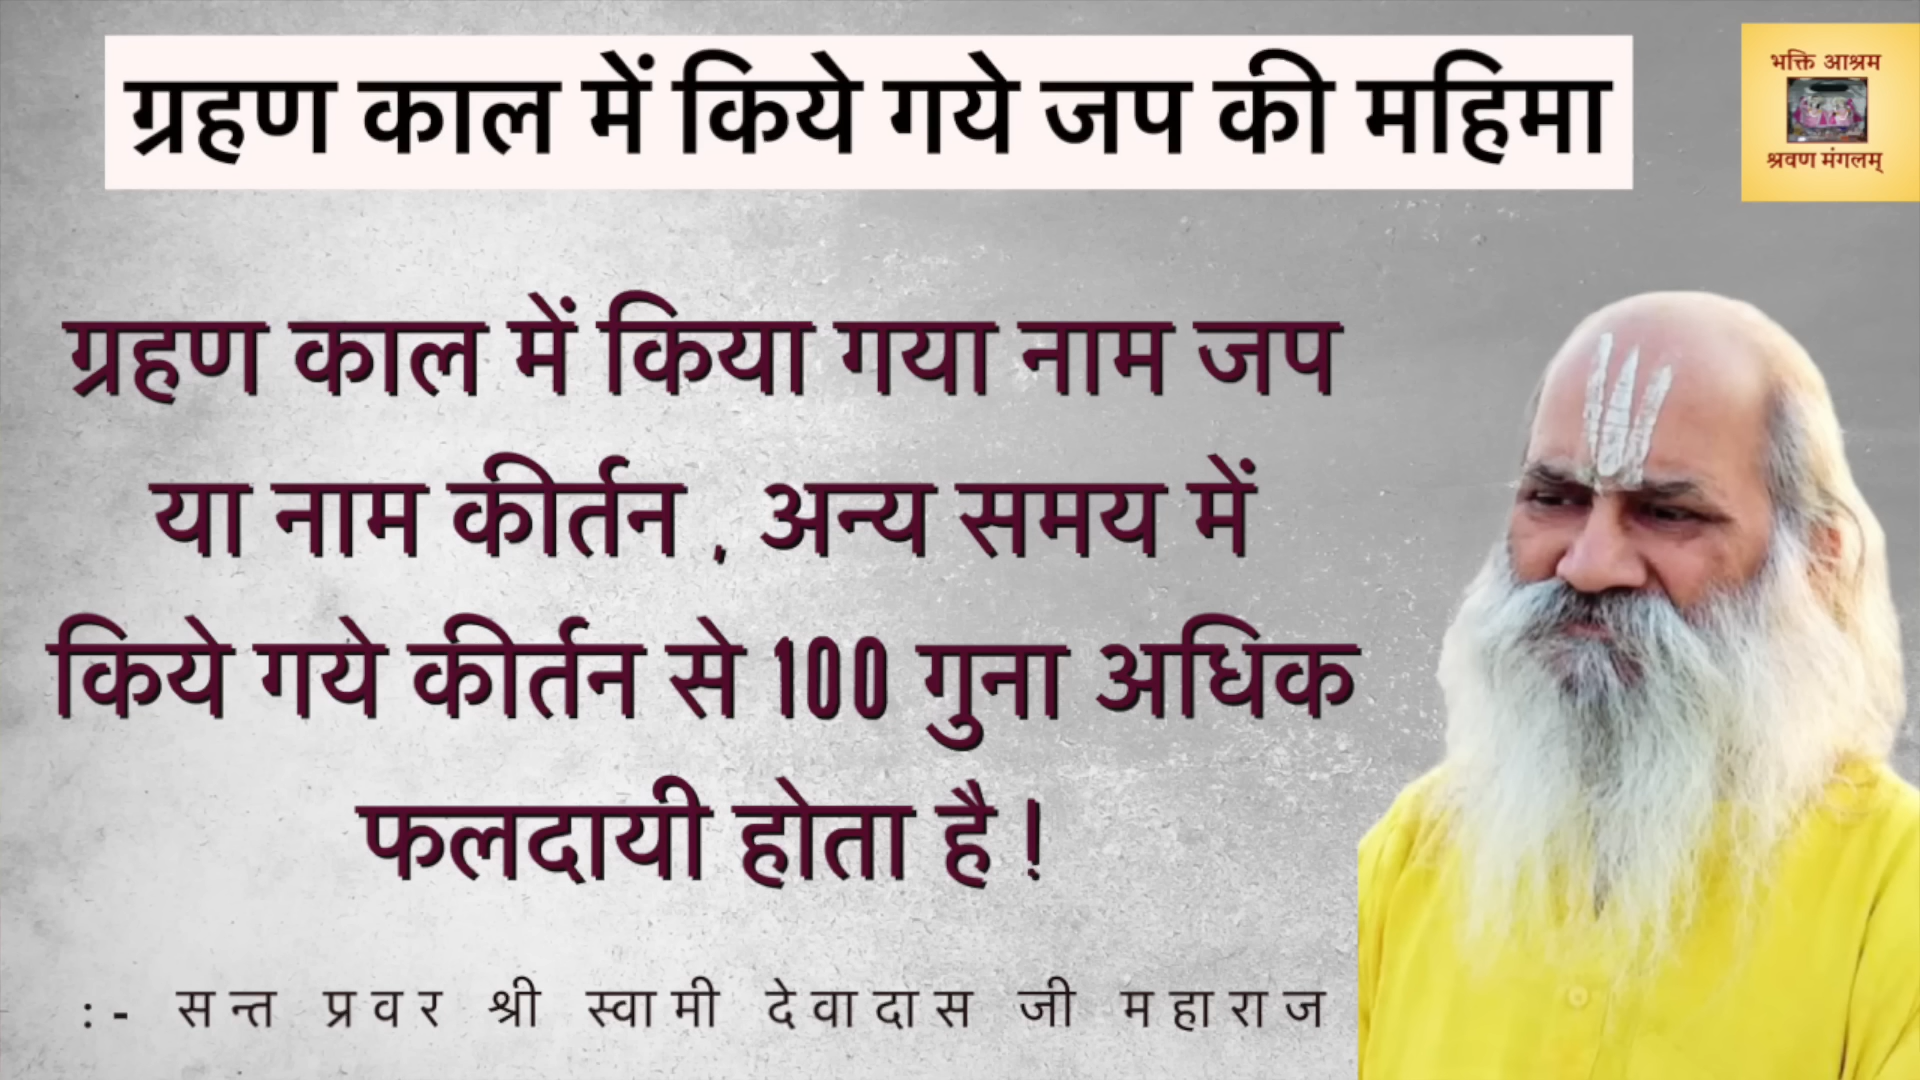 ग्रहण काल में किये गये जप की महिमा
भक्ति आश्रम
श्रवण मंगलम्
ग्रहण काल में किया गया नाम जप
या नाम कीर्तन , अन्य समय में
किये गये कीर्तन से 100 गुना अधिक
फलदायी होता है !
:- सन्त प्रवर श्री स्वामी देवादास जी महाराज